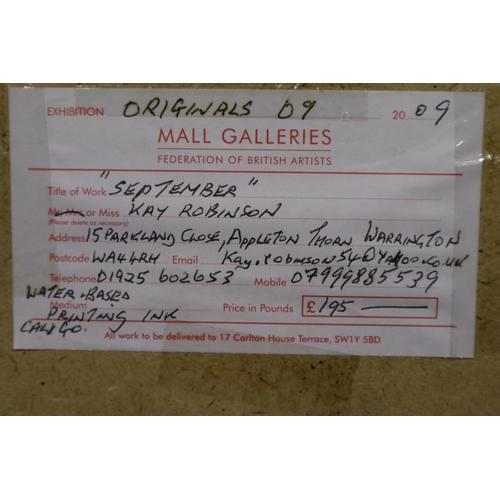 EXHIBITION ORIGINALS 09 2009
MALL GALLERIES
FEDERATION OF BRITISH ARTISTS
Title of Work "SEPTEMBER"
Mr Mrs or Miss KAY ROBINSON
(Please delete as necessary)
Address 15 PARKLAND CLOSE, APPLETON THORN WARRINGTON
Postcode WA4 4RH Email Kay.robinson54@Yahoo.co.uk
Telephone 01925 602653 Mobile 07999885539
WATER-BASED
Medium PRINTING INK Price in Pounds £195
CALIGO.
All work to be delivered to 17 Carlton House Terrace, SW1Y 5BD